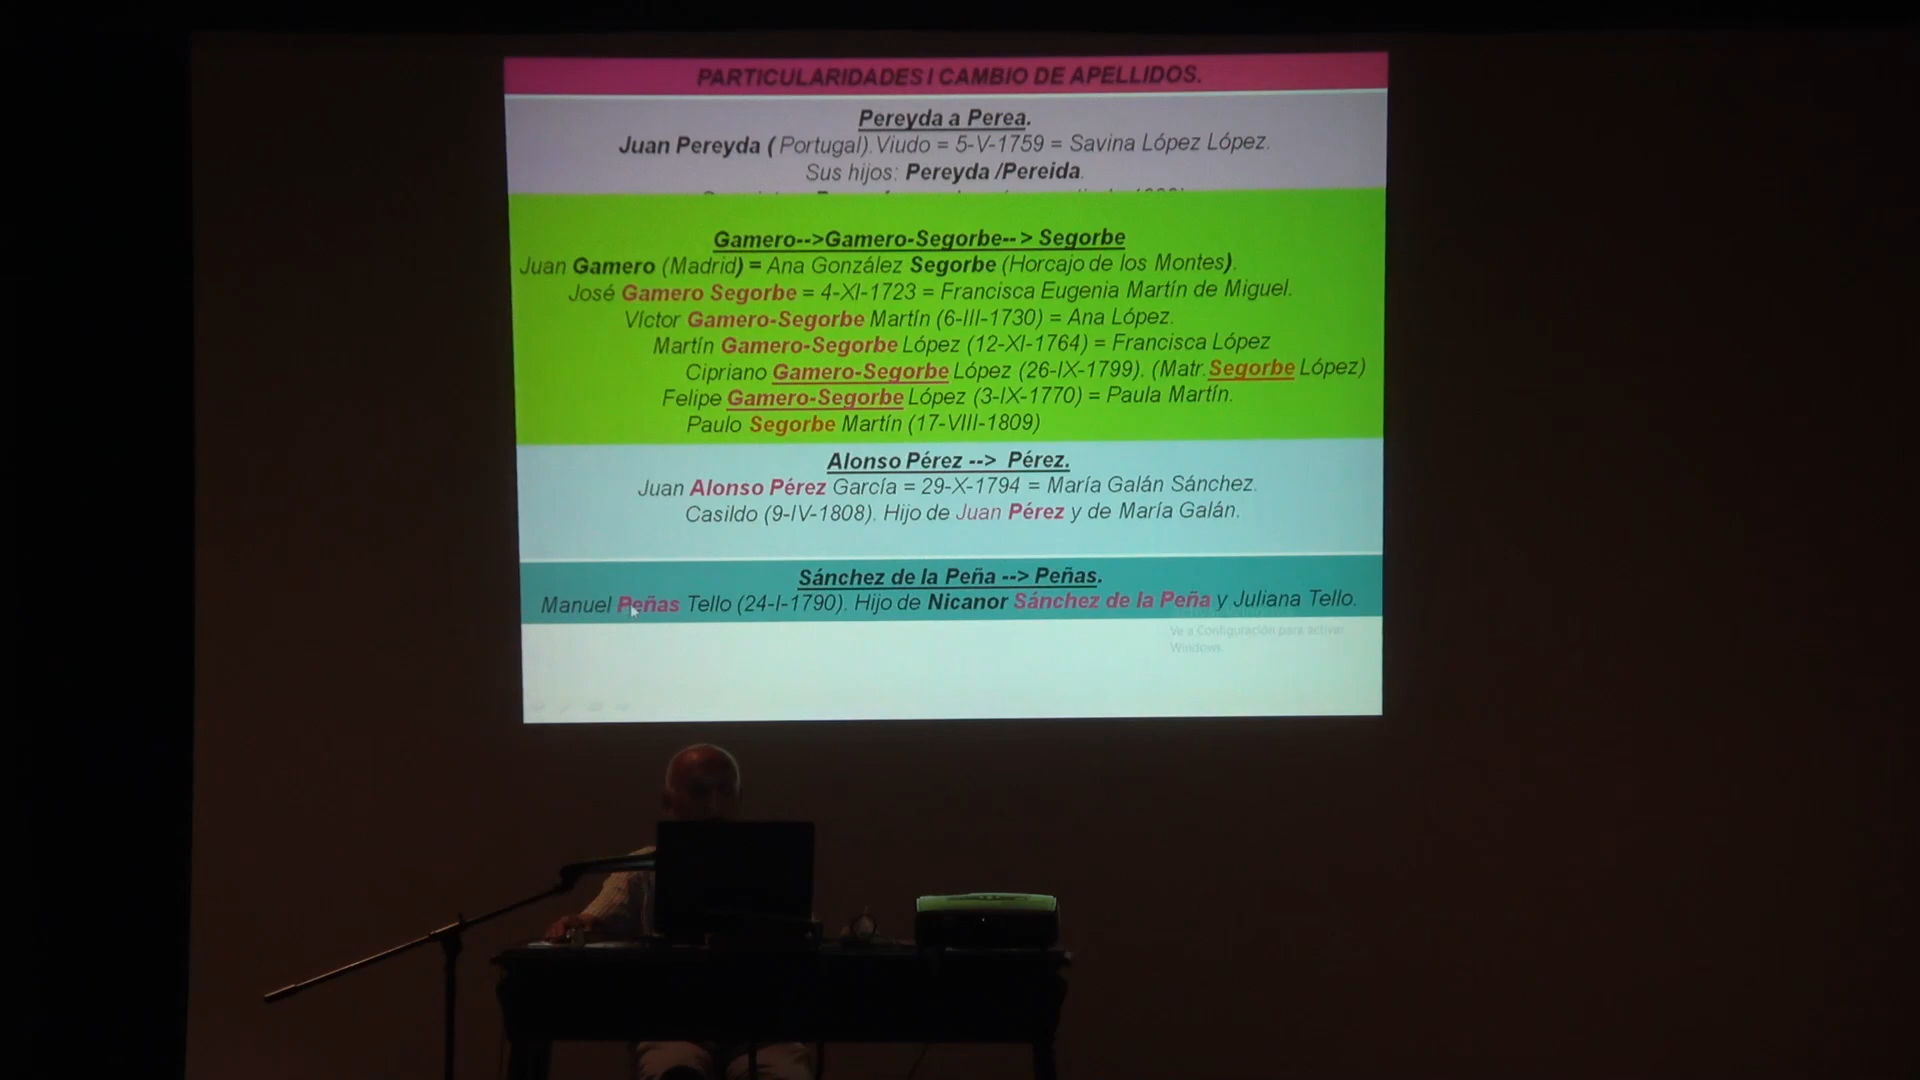 PARTICULARIDADES I CAMBIO DE APELLIDOS.
Pereyda a Perea.
Juan Pereyda ( Portugal). Viudo = 5-V-1759 = Savina López López.
Sus hijos: Pereyda /Pereida.
Gamero-->Gamero-Segorbe--> Segorbe
Juan Gamero (Madrid) = Ana González Segorbe (Horcajo de los Montes).
José Gamero Segorbe = 4-XI-1723 = Francisca Eugenia Martín de Miguel.
Víctor Gamero-Segorbe Martín (6-III-1730) = Ana López.
Martín Gamero-Segorbe López (12-XI-1764) = Francisca López
Cipriano Gamero-Segorbe López (26-IX-1799). (Matr. Segorbe López)
Felipe Gamero-Segorbe López (3-IX-1770) = Paula Martín.
Paulo Segorbe Martín (17-VIII-1809)
Alonso Pérez --> Pérez.
Juan Alonso Pérez García = 29-X-1794 = María Galán Sánchez.
Casildo (9-IV-1808). Hijo de Juan Pérez y de María Galán.
Sánchez de la Peña --> Peñas.
Manuel Peñas Tello (24-I-1790). Hijo de Nicanor Sánchez de la Peña y Juliana Tello.
Ve a Configuración para activar
Windows.